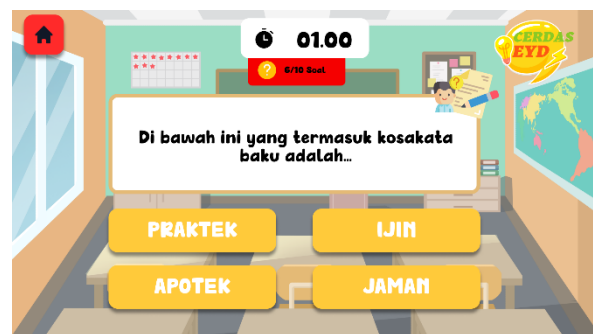 01.00
CERDAS
EYD
?
6/10 Soal
?
Di bawah ini yang termasuk kosakata
baku adalah...
PRAKTEK
IJIN
APOTEK
JAMAN